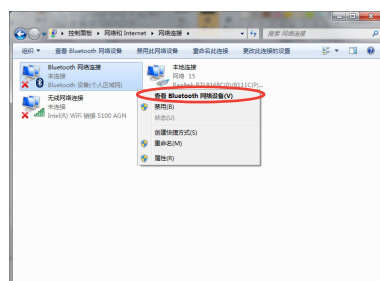 控制面板 ▸ 网络和 Internet ▸ 网络连接 ▸
搜索 网络连接
组织 ▾ 查看 Bluetooth 网络设备 禁用此网络设备 重命名此连接 更改此连接的设置
Bluetooth 网络连接
未连接
Bluetooth 设备(个人区域网)
本地连接
网络 15
Realtek RTL8168C(P)/8111C(P)...
无线网络连接
未连接
Intel(R) WiFi 链接 5100 AGN
查看 Bluetooth 网络设备(V)
禁用(B)
状态(U)
创建快捷方式(S)
重命名(M)
属性(R)